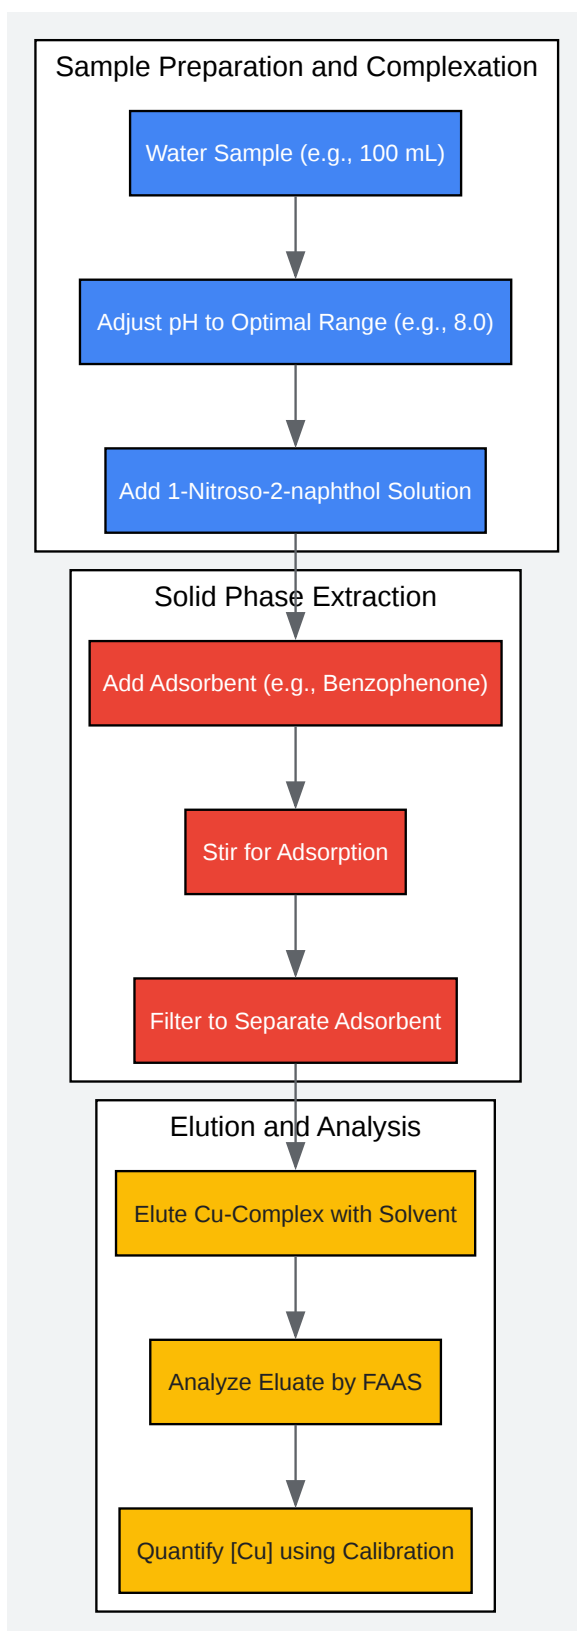 Sample Preparation and Complexation
Water Sample (e.g., 100 mL)
Adjust pH to Optimal Range (e.g., 8.0)
Add 1-Nitroso-2-naphthol Solution
Solid Phase Extraction
Add Adsorbent (e.g., Benzophenone)
Stir for Adsorption
Filter to Separate Adsorbent
Elution and Analysis
Elute Cu-Complex with Solvent
Analyze Eluate by FAAS
Quantify [Cu] using Calibration